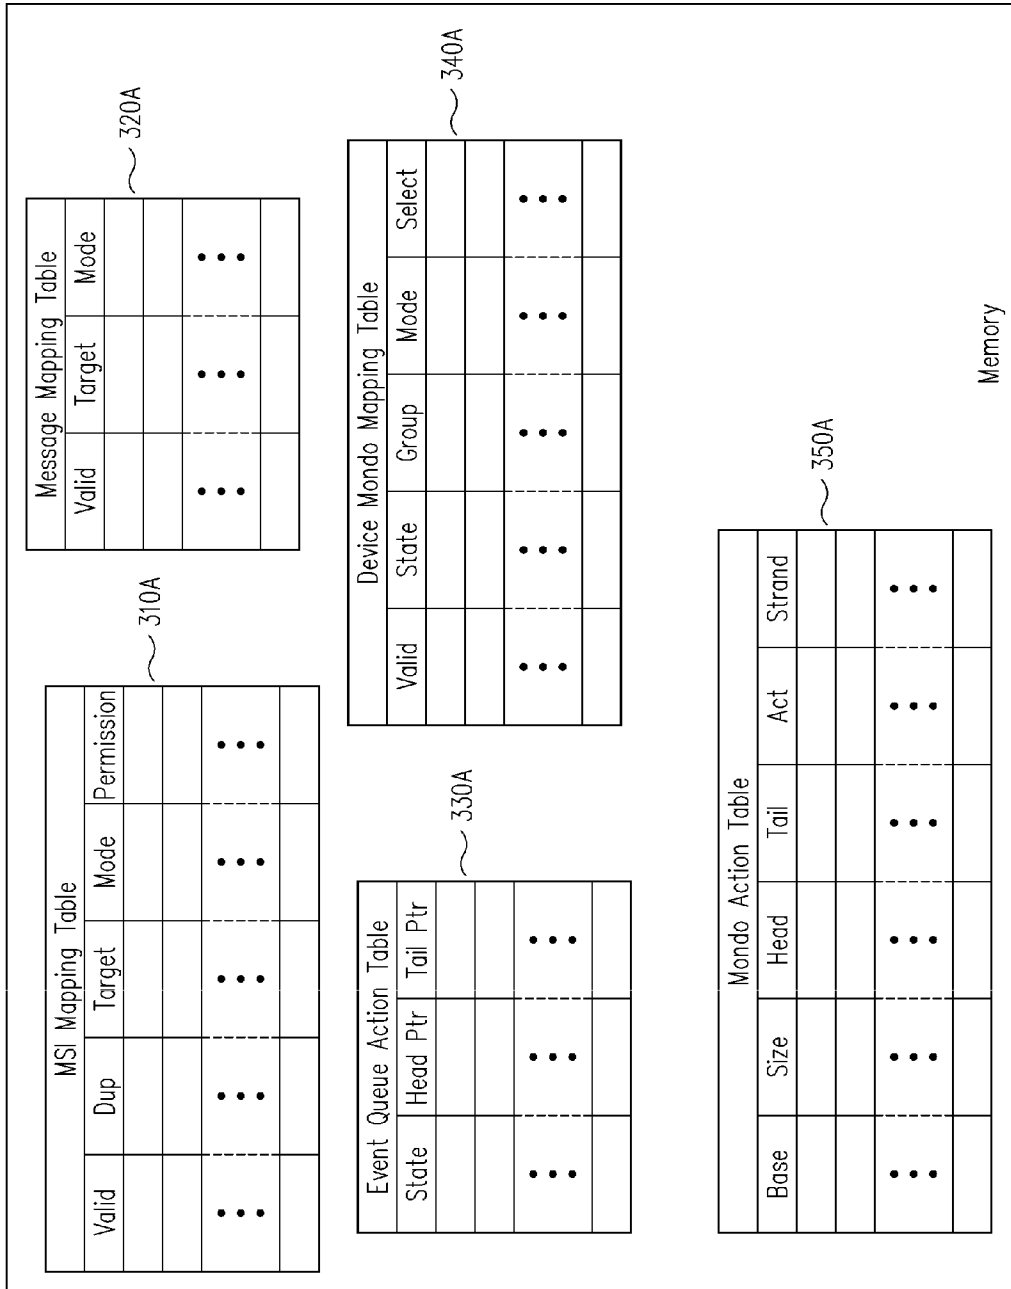 MSI Mapping Table
Valid Dup Target Mode Permission
310A
Message Mapping Table
Valid Target Mode
320A
Event Queue Action Table
State Head Ptr Tail Ptr
330A
Device Mondo Mapping Table
Valid State Group Mode Select
340A
Mondo Action Table
Base Size Head Tail Act Strand
350A
Memory